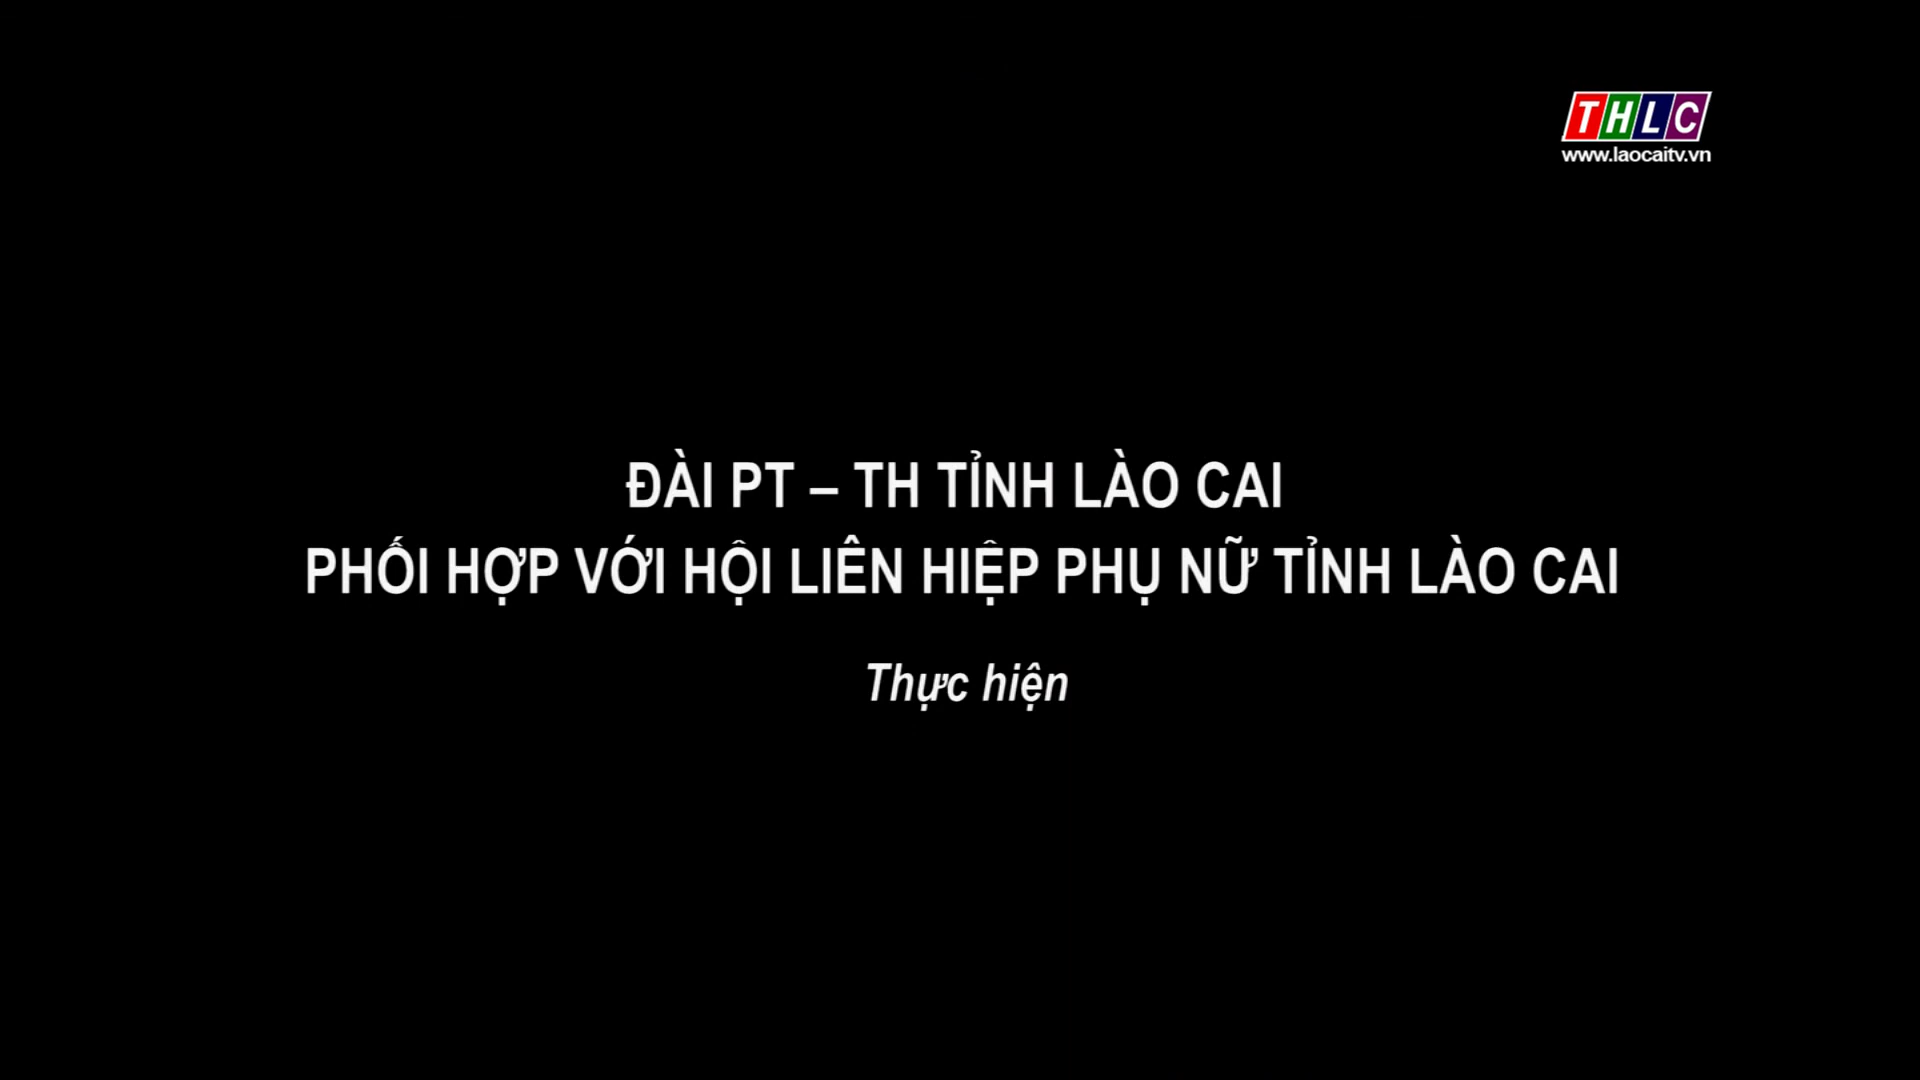 THLC
www.laocaitv.vn
ĐÀI PT – TH TỈNH LÀO CAI
PHỐI HỢP VỚI HỘI LIÊN HIỆP PHỤ NỮ TỈNH LÀO CAI
Thực hiện